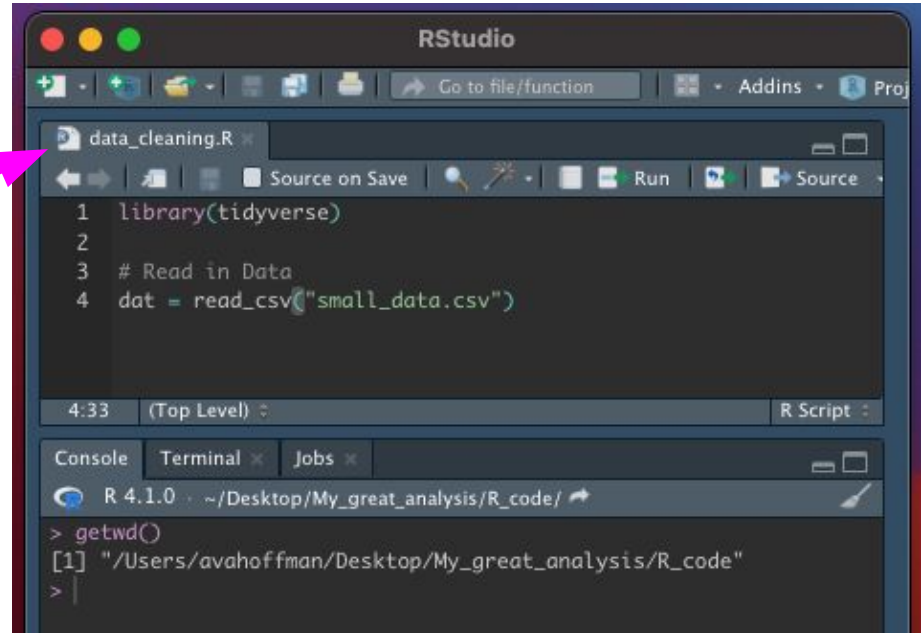 RStudio
Go to file/function Addins Proj
data_cleaning.R
Source on Save Run Source
1 library(tidyverse)
2
3 # Read in Data
4 dat = read_csv("small_data.csv")
4:33 (Top Level) R Script
Console Terminal Jobs
R 4.1.0 · ~/Desktop/My_great_analysis/R_code/
> getwd()
[1] "/Users/avahoffman/Desktop/My_great_analysis/R_code"
>